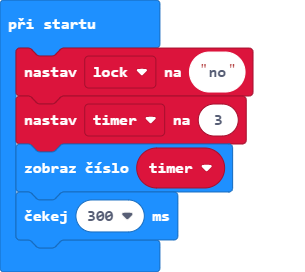 při startu
nastav lock na "no"
nastav timer na 3
zobraz číslo timer
čekej 300 ms